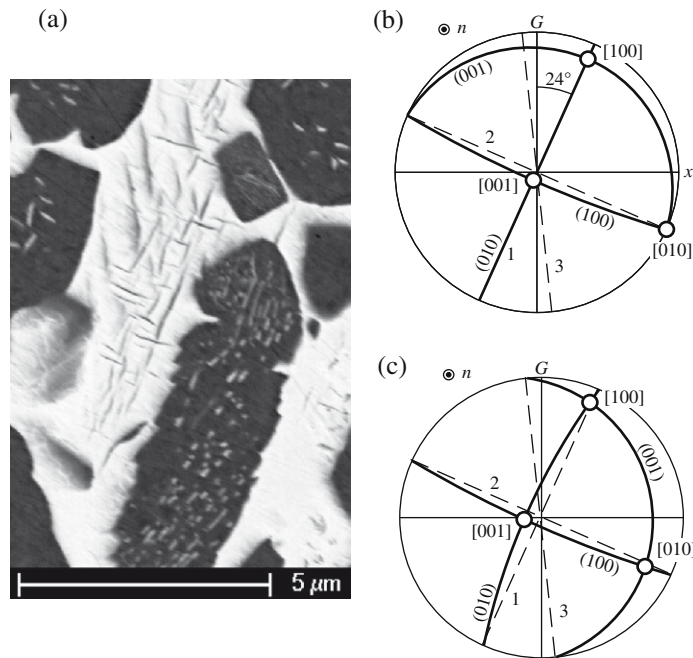 (a)
5 μm
(b)
n
G
[100]
(001)
24°
2
x
[001]
(100)
[010]
(010)
1
3
(c)
n
G
[100]
(001)
2
[001]
[010]
(100)
(010)
1
3